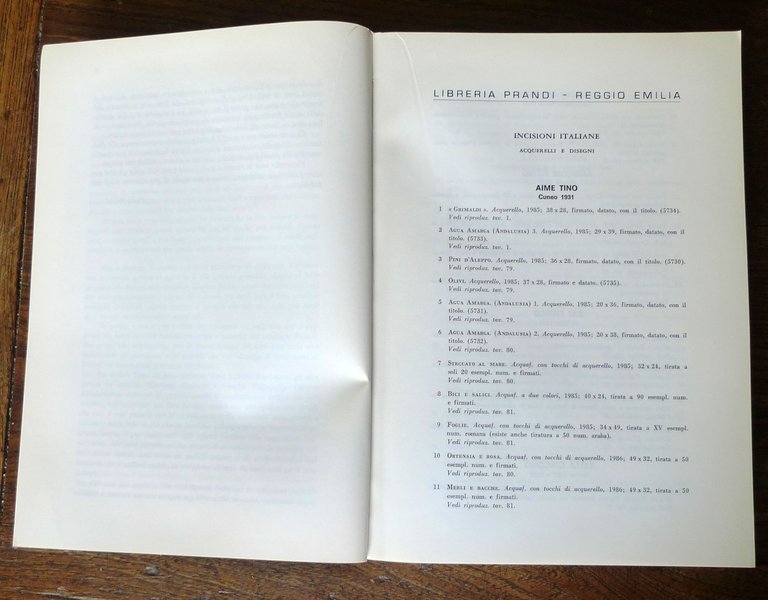 LIBRERIA PRANDI - REGGIO EMILIA
INCISIONI ITALIANE
ACQUERELLI E DISEGNI
AIME TINO
Cuneo 1931
1 « GRIMALDI ». Acquerello, 1985; 38 x 28, firmato, datato, con il titolo. (5734).
Vedi riproduz. tav. 1.
2 AGUA AMARGA (ANDALUSIA) 3. Acquerello, 1985; 29 x 39, firmato, datato, con il
titolo. (5733).
Vedi riproduz. tav. 1.
3 PINI D'ALEPPO. Acquerello, 1985; 36 x 28, firmato, datato, con il titolo. (5730).
Vedi riproduz. tav. 79.
4 OLIVI. Acquerello, 1985; 37 x 28, firmato e datato. (5735).
Vedi riproduz. tav. 79.
5 AGUA AMARGA (ANDALUSIA) 1. Acquerello, 1985; 20 x 36, firmato, datato, con il
titolo. (5731).
Vedi riproduz. tav. 79.
6 AGUA AMARGA (ANDALUSIA) 2. Acquerello, 1985; 20 x 38, firmato, datato, con il
titolo. (5732).
Vedi riproduz. tav. 80.
7 STECCATO AL MARE. Acquaf. con tocchi di acquerello, 1985; 32 x 24, tirata a
soli 20 esempl. num. e firmati.
Vedi riproduz. tav. 80.
8 BICI E SALICI. Acquaf. a due colori, 1985; 40 x 24, tirata a 90 esempl. num.
e firmati.
Vedi riproduz. tav. 81.
9 FOGLIE. Acquaf. con tocchi di acquerello, 1985; 34 x 49, tirata a XV esempl.
num. romana (esiste anche tiratura a 50 num. araba).
Vedi riproduz. tav. 81.
10 ORTENSIA E ROSA. Acquaf. con tocchi di acquerello, 1986; 49 x 32, tirata a 50
esempl. num. e firmati.
Vedi riproduz. tav. 80.
11 MERLI E BACCHE. Acquaf. con tocchi di acquerello, 1986; 49 x 32, tirata a 50
esempl. num. e firmati.
Vedi riproduz. tav. 81.